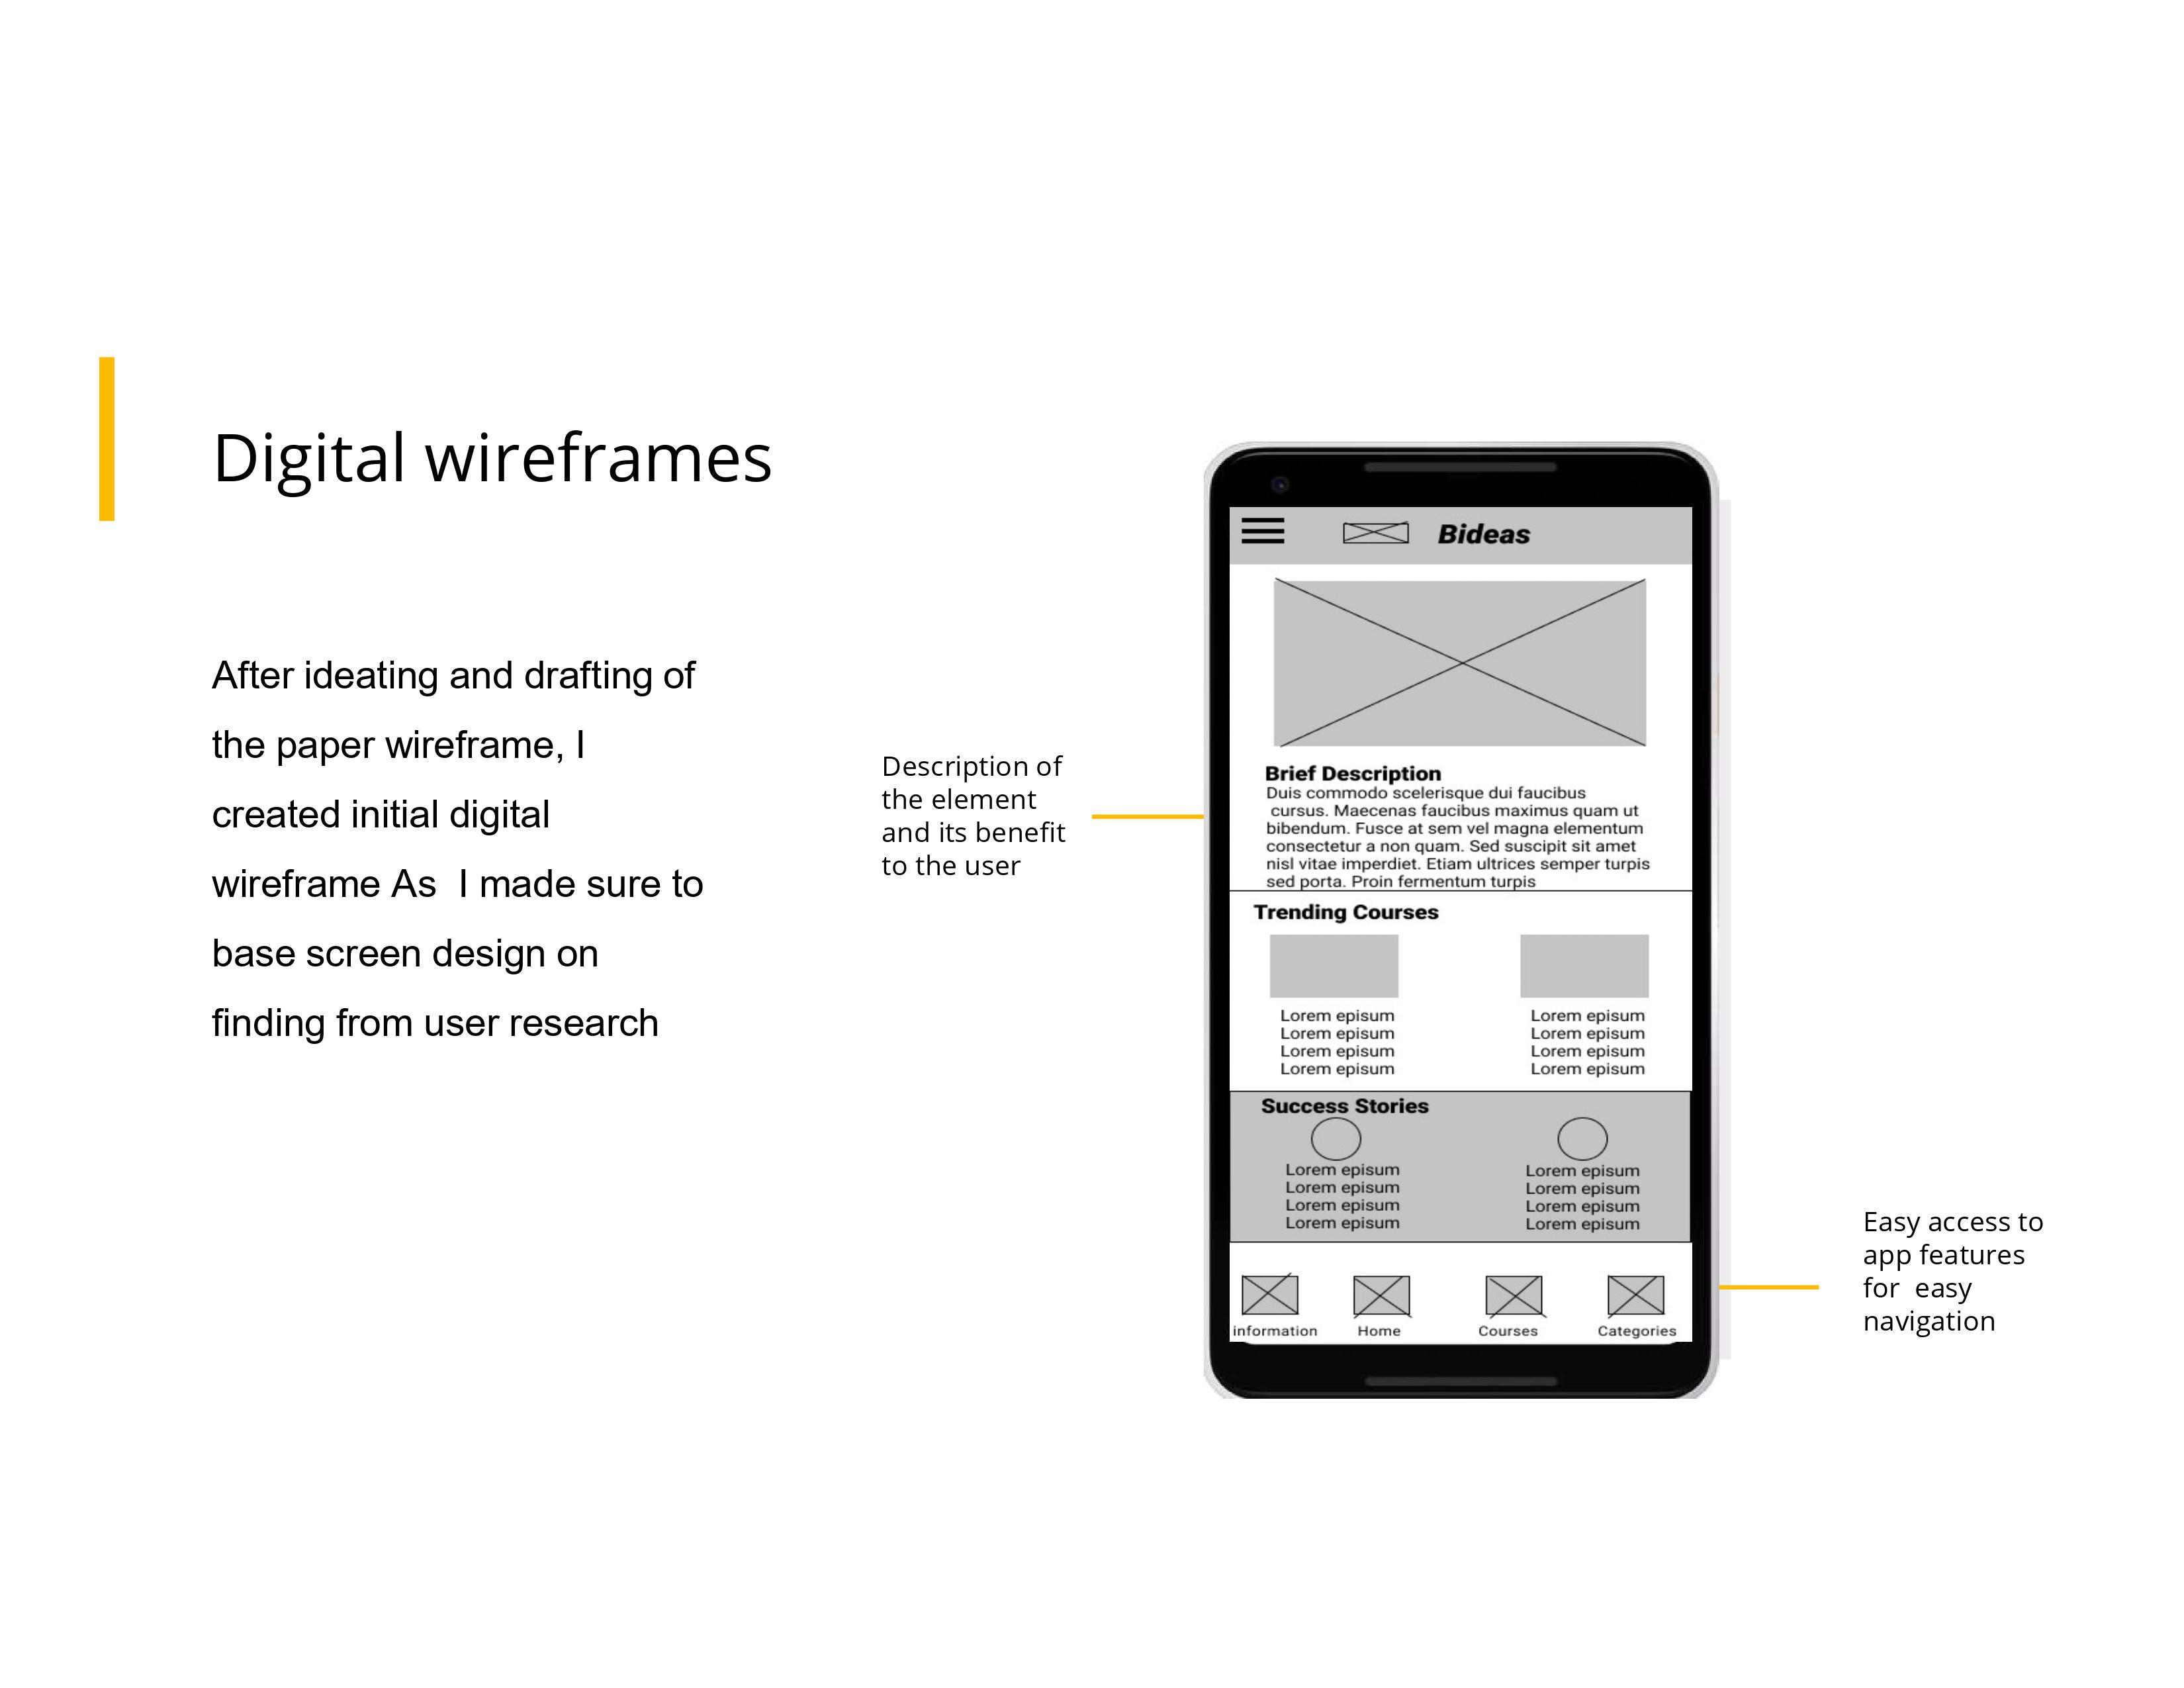 Digital wireframes
After ideating and drafting of
the paper wireframe, I
created initial digital
wireframe As  I made sure to
base screen design on
finding from user research
Description of
the element
and its benefit
to the user
Bideas
Brief Description
Duis commodo scelerisque dui faucibus
cursus. Maecenas faucibus maximus quam ut
bibendum. Fusce at sem vel magna elementum
consectetur a non quam. Sed suscipit sit amet
nisl vitae imperdiet. Etiam ultrices semper turpis
sed porta. Proin fermentum turpis
Trending Courses
Lorem episum
Lorem episum
Lorem episum
Lorem episum
Lorem episum
Lorem episum
Lorem episum
Lorem episum
Success Stories
Lorem episum
Lorem episum
Lorem episum
Lorem episum
Lorem episum
Lorem episum
Lorem episum
Lorem episum
information
Home
Courses
Categories
Easy access to
app features
for  easy
navigation